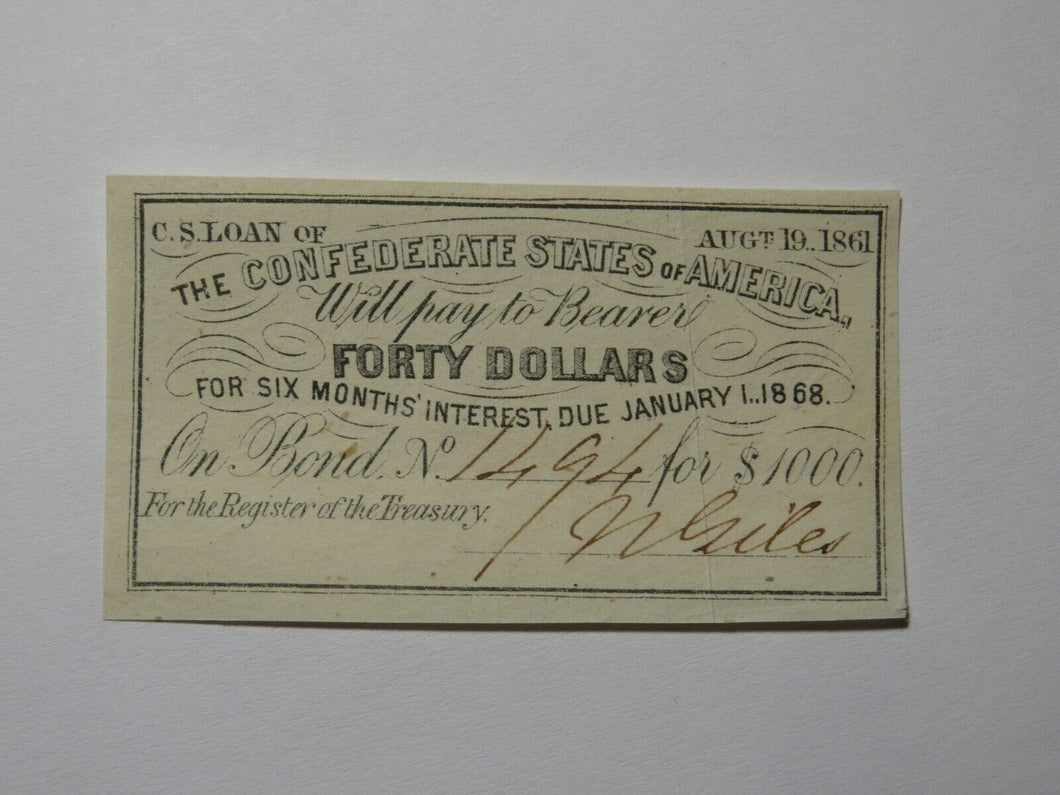 C.S. LOAN OF AUGT. 19.. 1861
THE CONFEDERATE STATES OF AMERICA.,
Will pay to Bearer
FORTY DOLLARS
FOR SIX MONTHS' INTEREST, DUE JANUARY 1..1868.
On Bond. No. 1494 for $1000.
For the Register of the Treasury.
N Giles